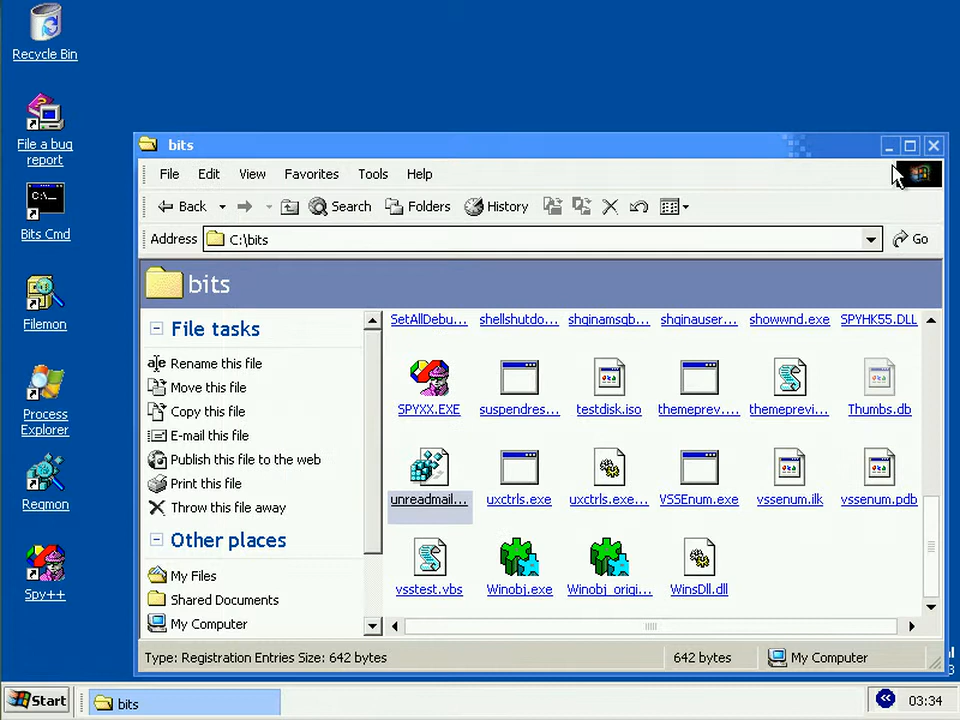 Recycle Bin
File a bug
report
Bits Cmd
Filemon
Process
Explorer
Regmon
Spy++
bits
File Edit View Favorites Tools Help
Back Search Folders History
Address C:\bits Go
bits
File tasks
Rename this file
Move this file
Copy this file
E-mail this file
Publish this file to the web
Print this file
Throw this file away
Other places
My Files
Shared Documents
My Computer
SetAllDebu... shellshutdo... shginamsgb... shginauser... showwnd.exe SPYHK55.DLL
SPYXX.EXE suspendres... testdisk.iso themeprev.... themeprevi... Thumbs.db
unreadmail... uxctrls.exe uxctrls.exe... VSSEnum.exe vssenum.ilk vssenum.pdb
vsstest.vbs Winobj.exe Winobj_origi... WinsDll.dll
Type: Registration Entries Size: 642 bytes 642 bytes My Computer
Start bits 03:34